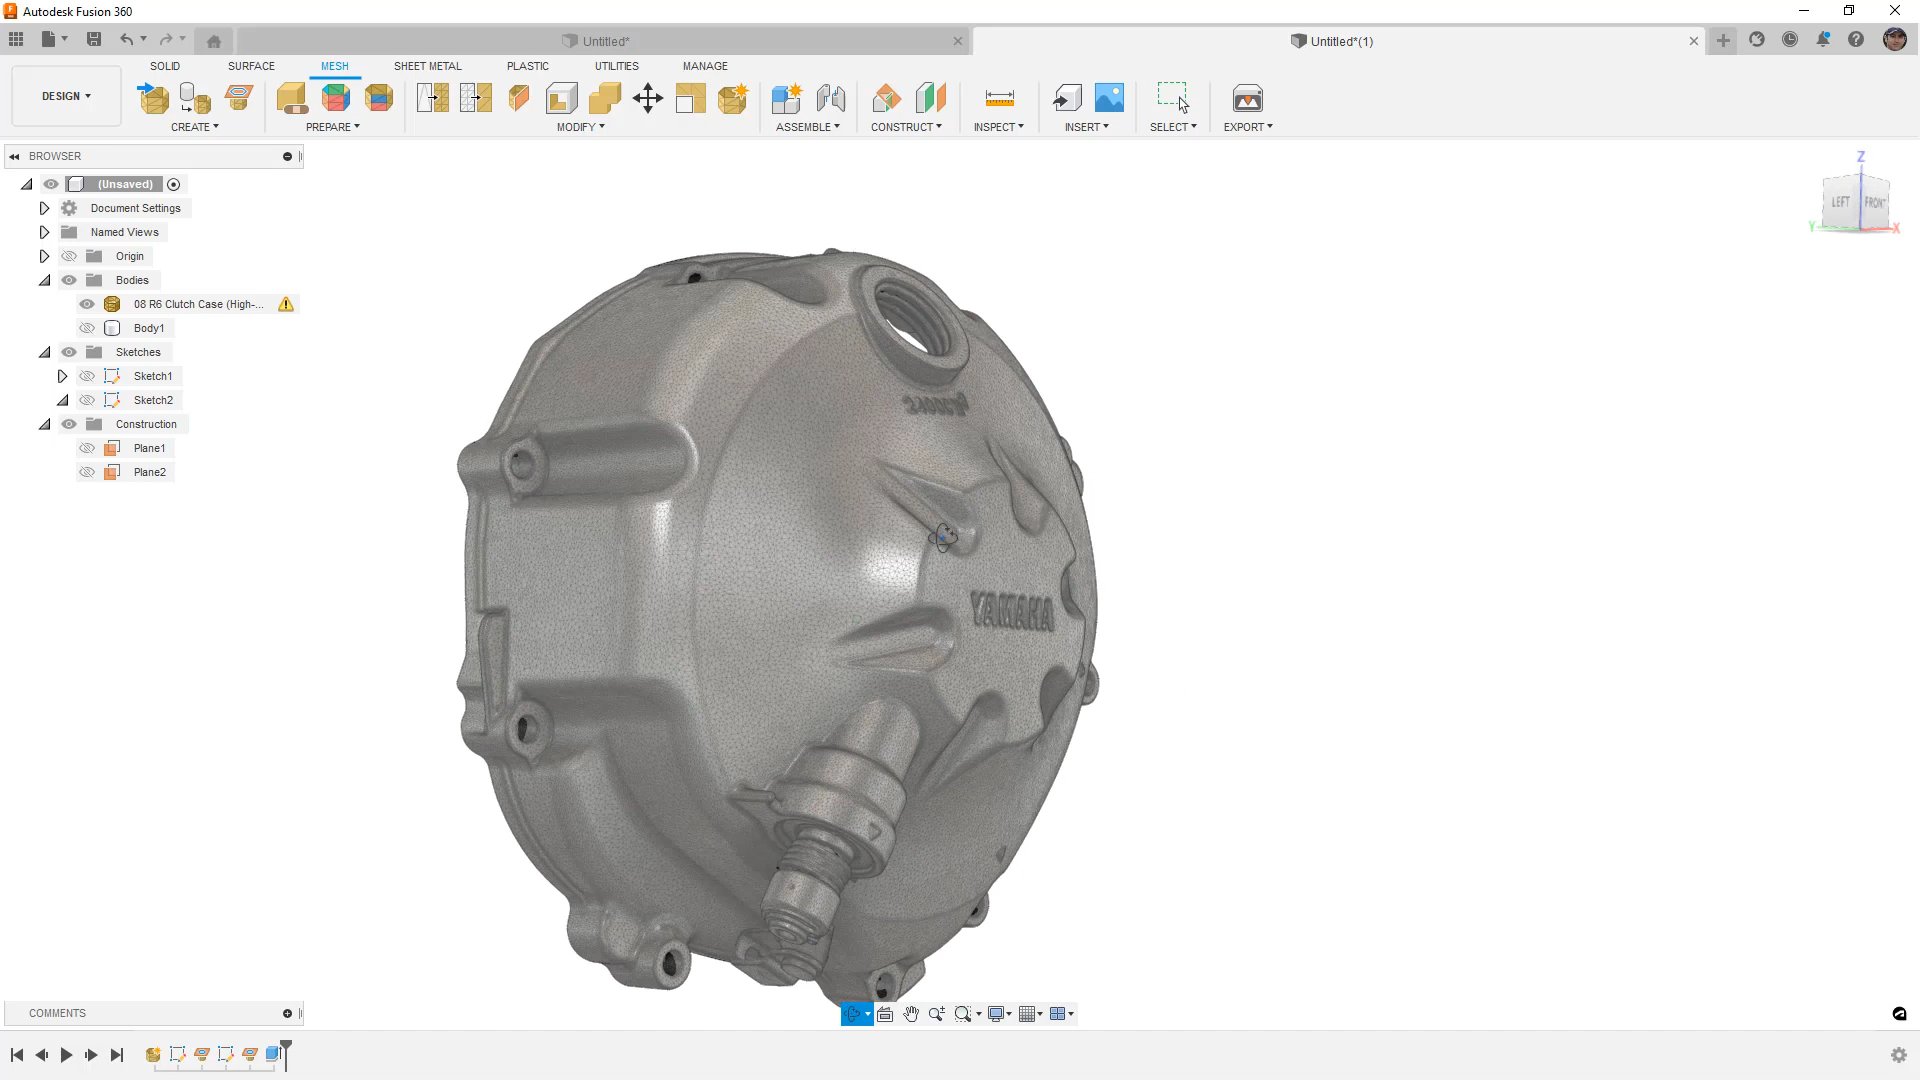 Autodesk Fusion 360
Untitled*
Untitled*(1)
SOLID
SURFACE
MESH
SHEET METAL
PLASTIC
UTILITIES
MANAGE
DESIGN
CREATE
PREPARE
MODIFY
ASSEMBLE
CONSTRUCT
INSPECT
INSERT
SELECT
EXPORT
BROWSER
(Unsaved)
Document Settings
Named Views
Origin
Bodies
08 R6 Clutch Case (High-...
Body1
Sketches
Sketch1
Sketch2
Construction
Plane1
Plane2
Z
LEFT
FRONT
Y
X
YAMAHA
COMMENTS